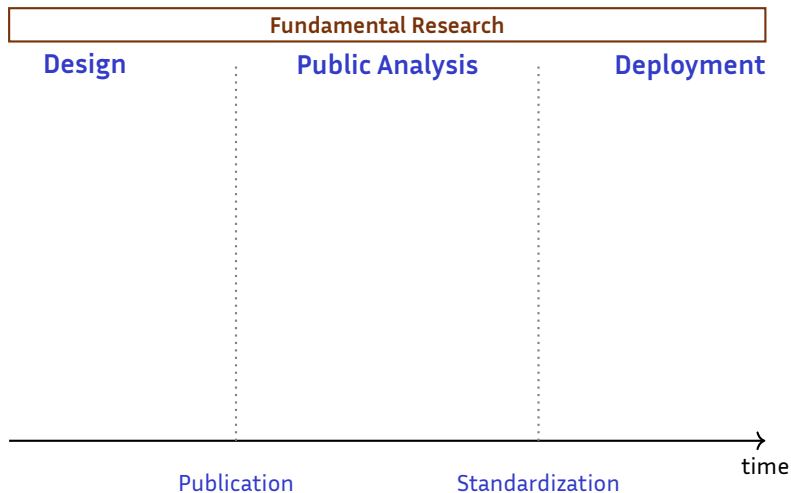 Fundamental Research
Design Public Analysis Deployment
time
Publication Standardization